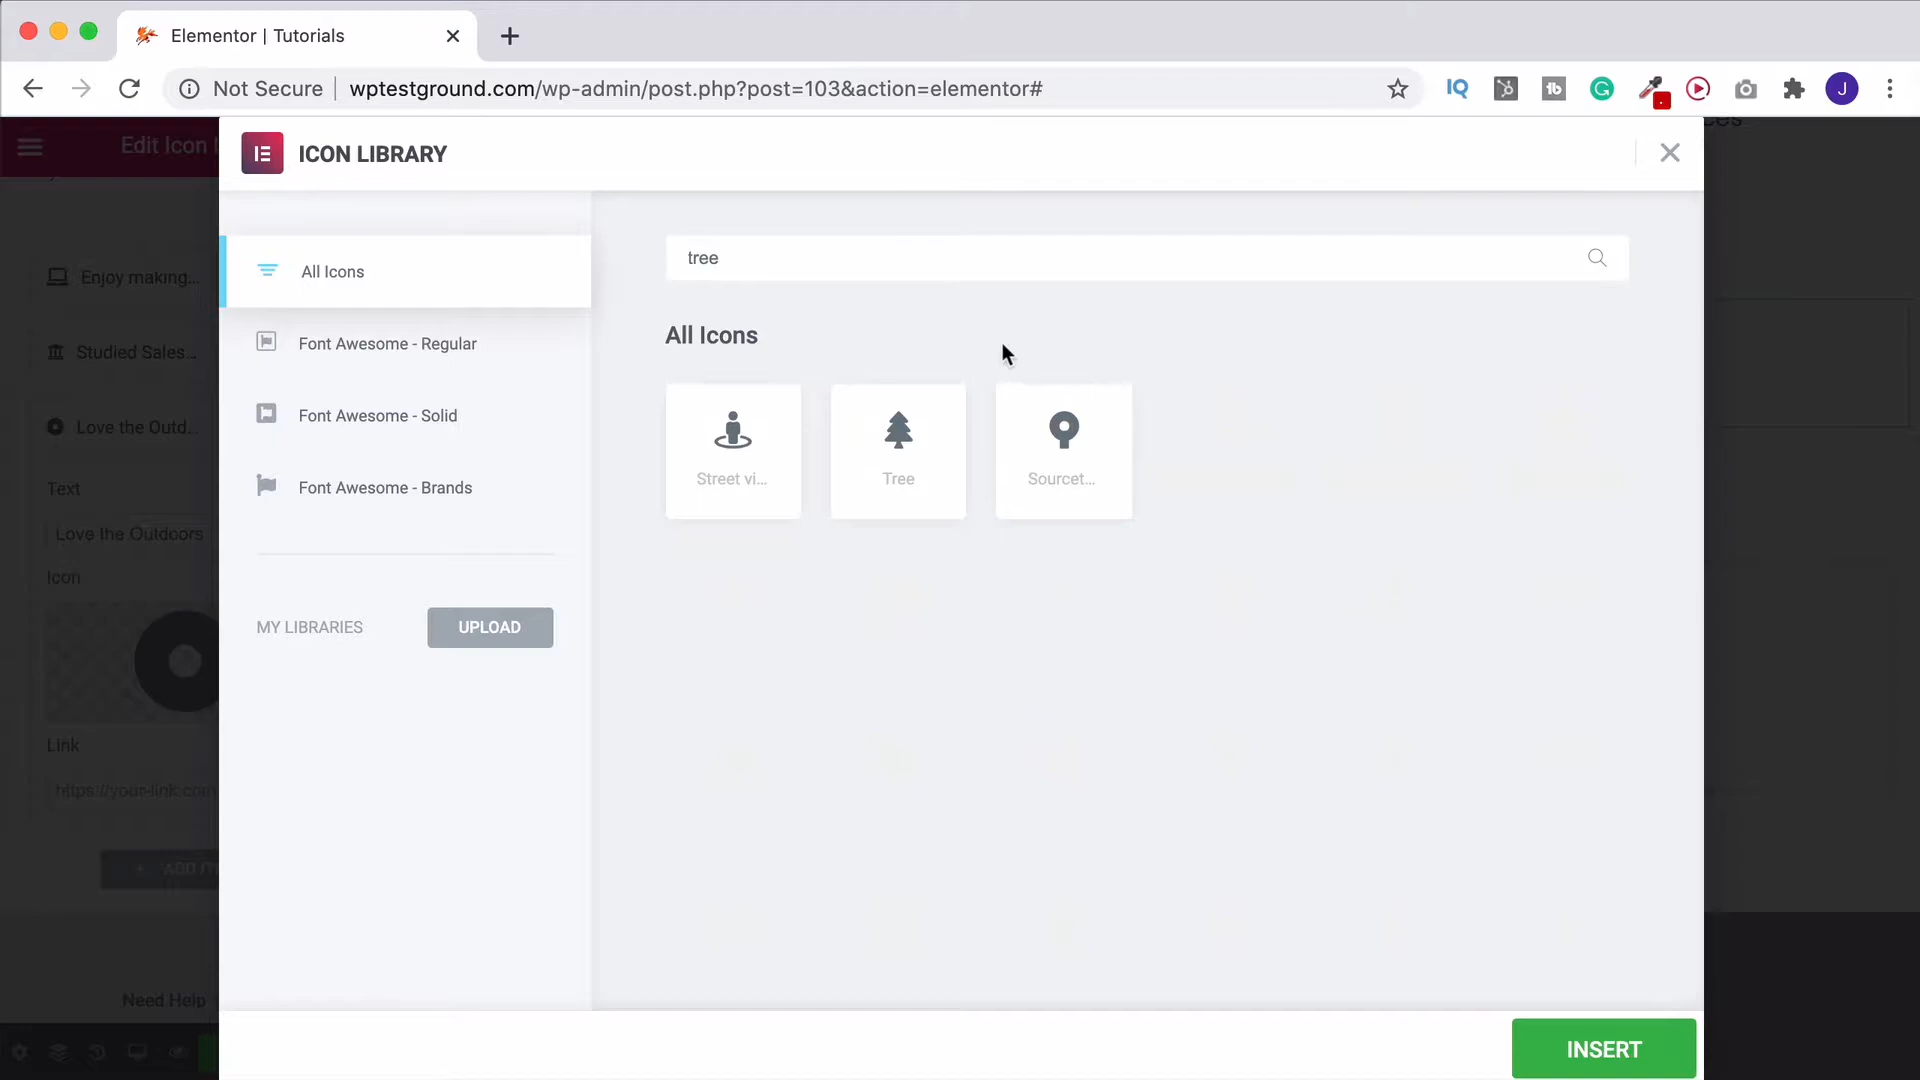 Elementor | Tutorials
Not Secure
wptestground.com/wp-admin/post.php?post=103&action=elementor#
IQ
tb
J
Edit Icon
ICON LIBRARY
All Icons
tree
Font Awesome - Regular
All Icons
Font Awesome - Solid
Street vi...
Tree
Sourcet...
Font Awesome - Brands
MY LIBRARIES
UPLOAD
Enjoy making...
Studied Sales...
Love the Outd...
Text
Love the Outdoors
Icon
Link
https://your-link.com
Need Help
INSERT